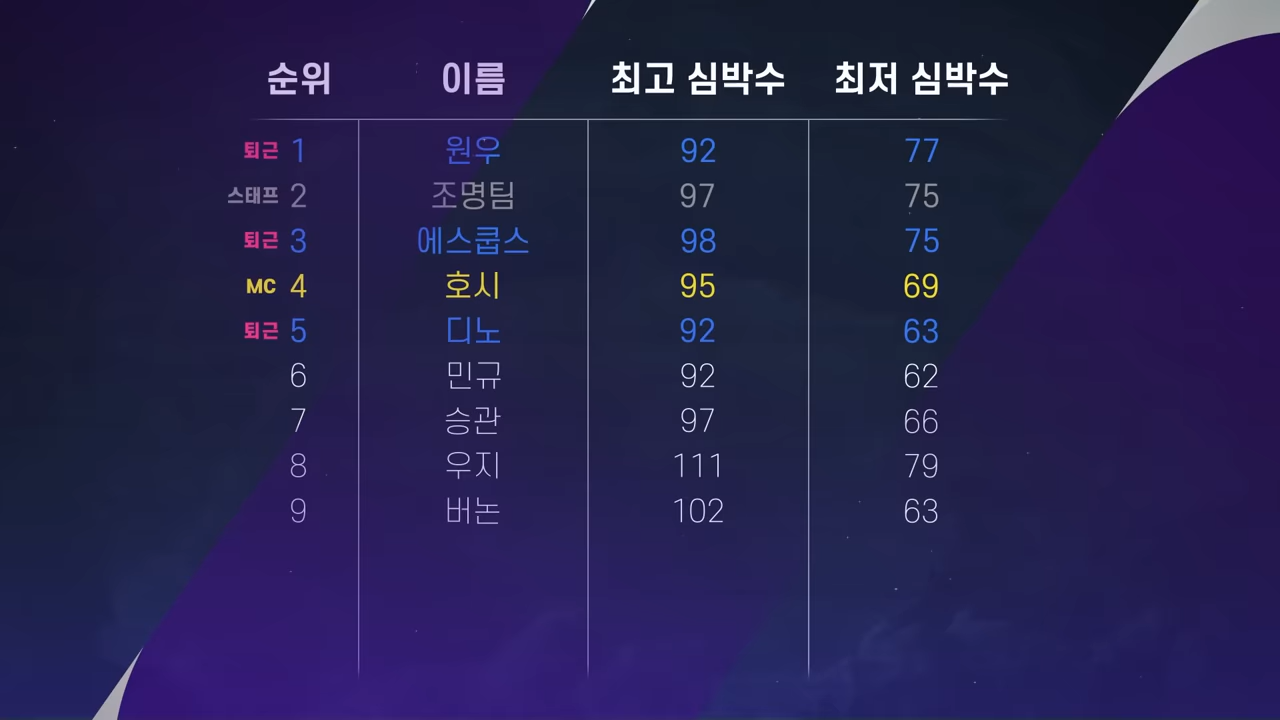 순위 이름 최고 심박수 최저 심박수
퇴근 1 원우 92 77
스태프 2 조명팀 97 75
퇴근 3 에스쿱스 98 75
MC 4 호시 95 69
퇴근 5 디노 92 63
6 민규 92 62
7 승관 97 66
8 우지 111 79
9 버논 102 63